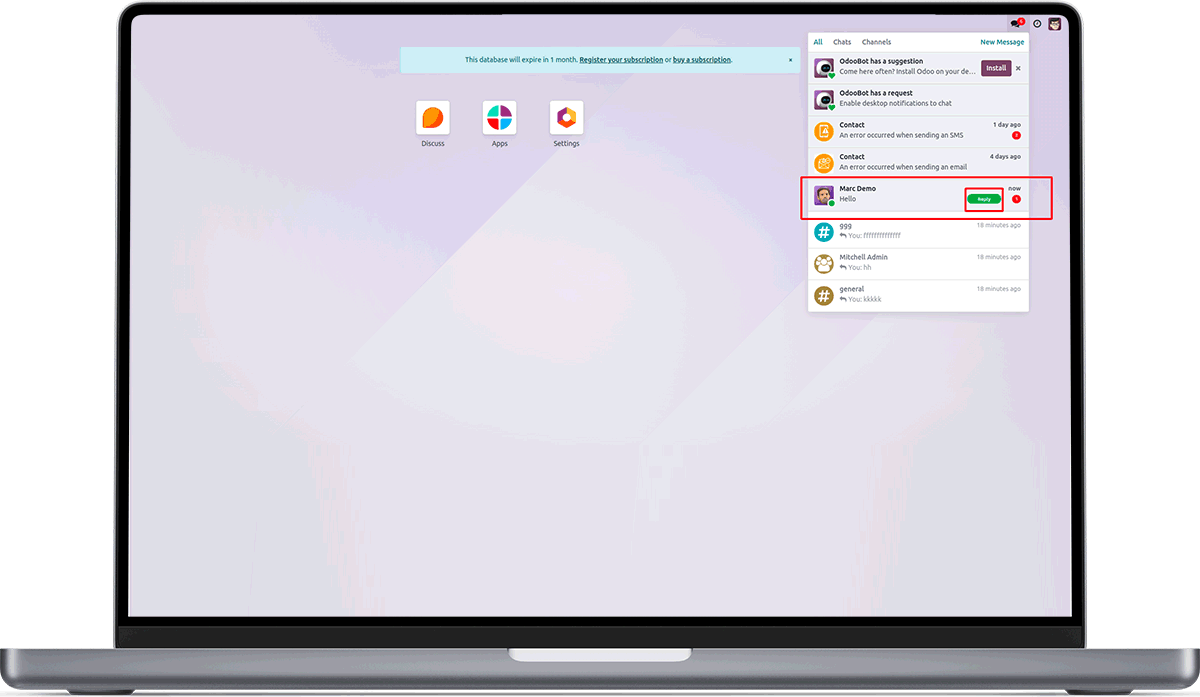 5
All Chats Channels New Message
This database will expire in 1 month. Register your subscription or buy a subscription. ×
OdooBot has a suggestion
Come here often? Install Odoo on your de...
Install ×
OdooBot has a request
Enable desktop notifications to chat
Contact 1 day ago
An error occurred when sending an SMS
Contact 4 days ago
An error occurred when sending an email
Marc Demo now
Hello Reply
ggg 18 minutes ago
You: ffffffffffffff
Mitchell Admin 18 minutes ago
You: hh
general 18 minutes ago
You: kkkkk
Discuss Apps Settings